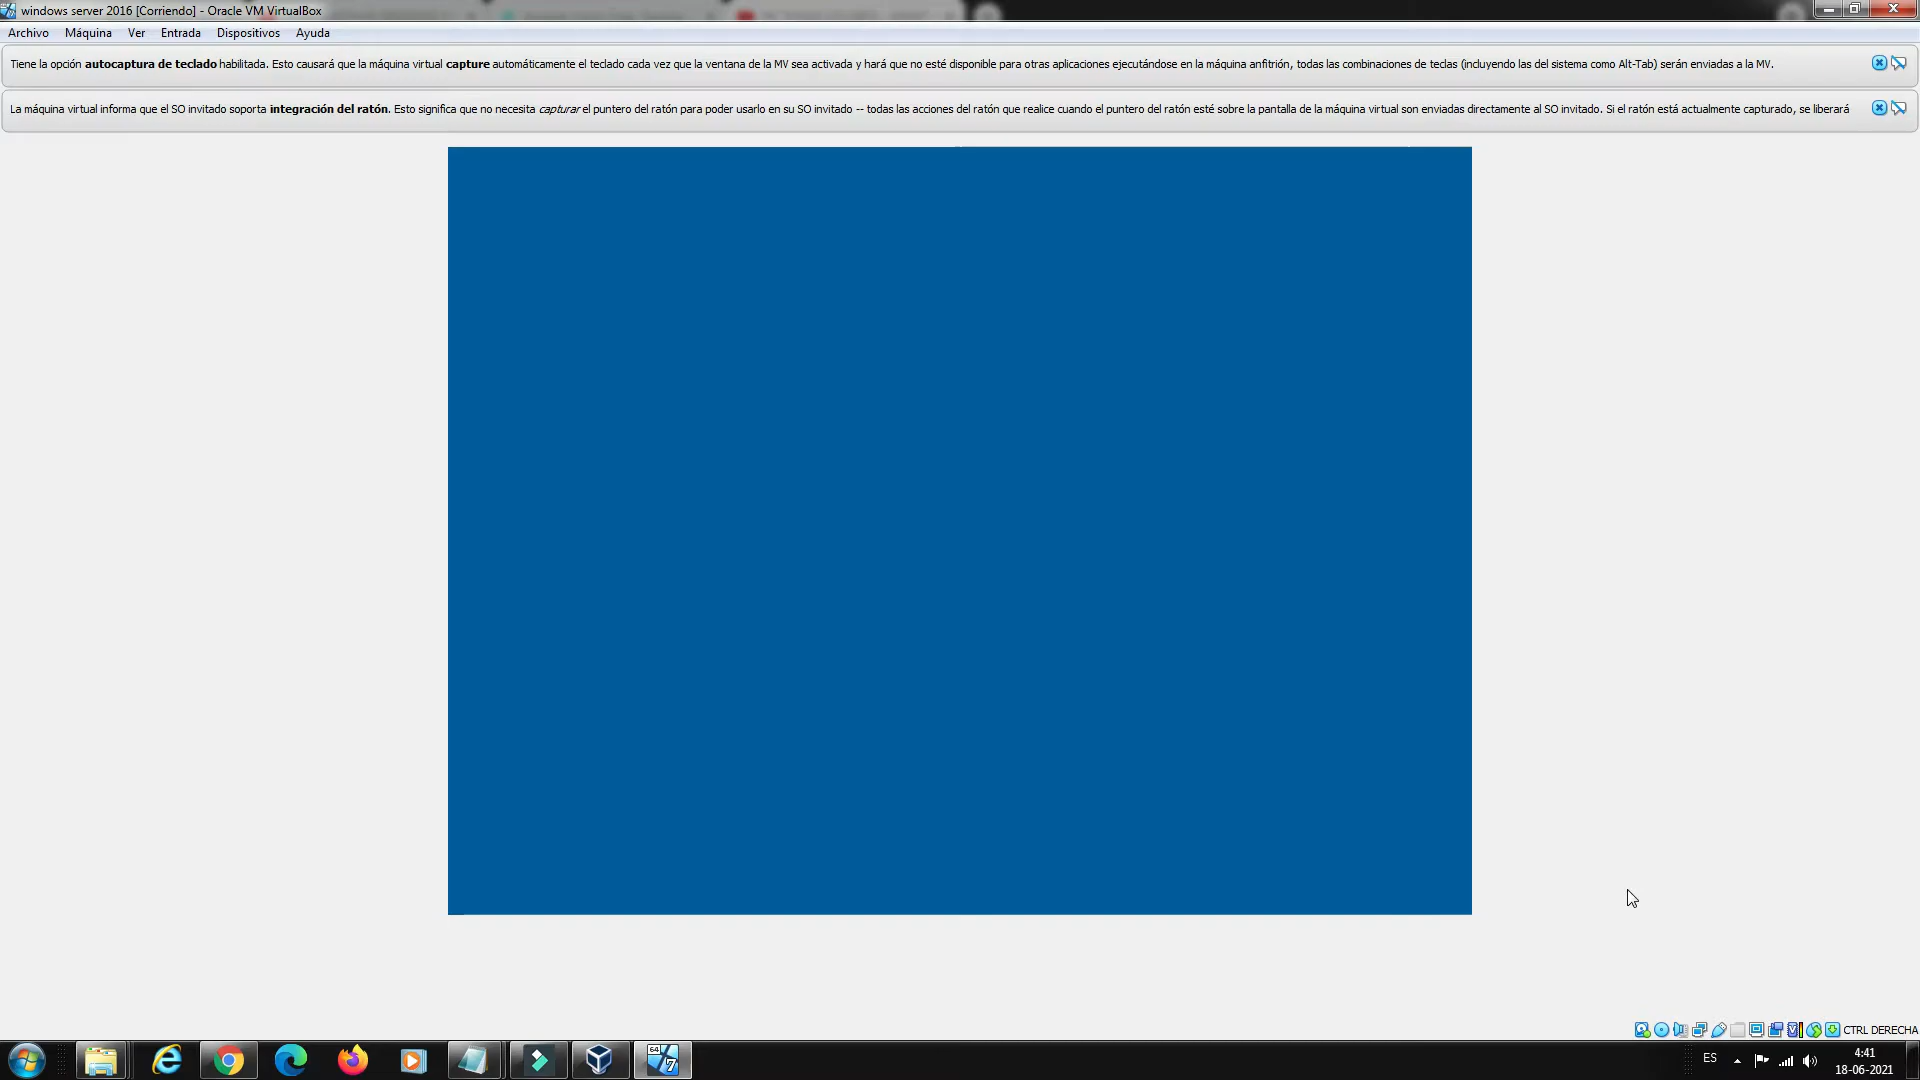 windows server 2016 [Corriendo] - Oracle VM VirtualBox
Archivo Máquina Ver Entrada Dispositivos Ayuda
Tiene la opción autocaptura de teclado habilitada. Esto causará que la máquina virtual capture automáticamente el teclado cada vez que la ventana de la MV sea activada y hará que no esté disponible para otras aplicaciones ejecutándose en la máquina anfitrión, todas las combinaciones de teclas (incluyendo las del sistema como Alt-Tab) serán enviadas a la MV.
La máquina virtual informa que el SO invitado soporta integración del ratón. Esto significa que no necesita capturar el puntero del ratón para poder usarlo en su SO invitado -- todas las acciones del ratón que realice cuando el puntero del ratón esté sobre la pantalla de la máquina virtual son enviadas directamente al SO invitado. Si el ratón está actualmente capturado, se liberará
CTRL DERECHA
64
7
ES
4:41
18-06-2021